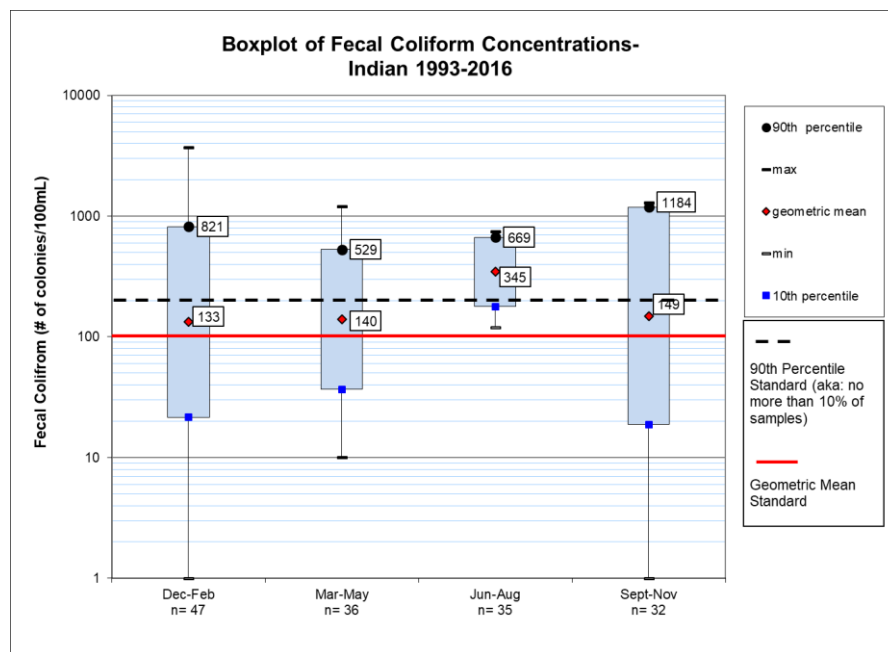 Boxplot of Fecal Coliform Concentrations-
Indian 1993-2016
Fecal Colifrom (# of colonies/100mL)
10000
1000
100
10
1
821
133
529
140
669
345
1184
149
Dec-Feb
n= 47
Mar-May
n= 36
Jun-Aug
n= 35
Sept-Nov
n= 32
90th percentile
max
geometric mean
min
10th percentile
90th Percentile
Standard (aka: no
more than 10% of
samples)
Geometric Mean
Standard